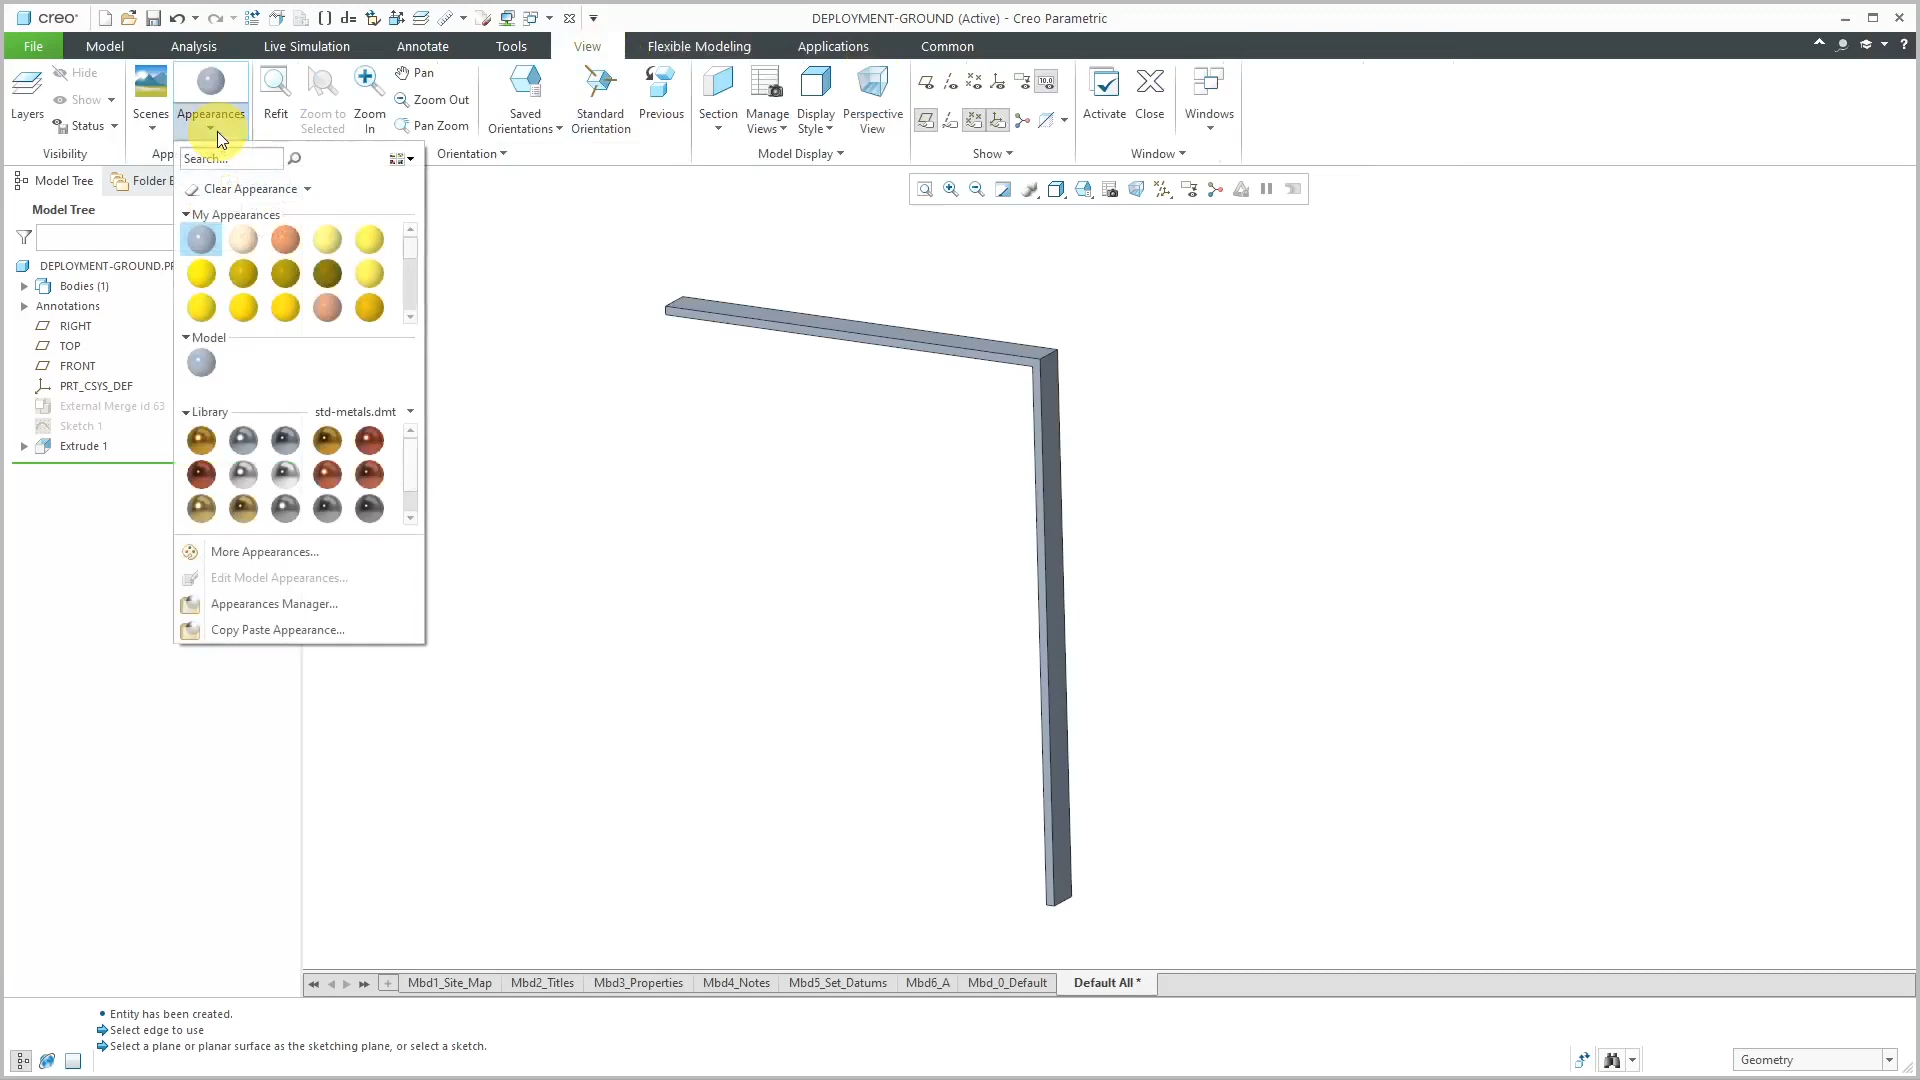 creo
DEPLOYMENT-GROUND (Active) - Creo Parametric
File
Model
Analysis
Live Simulation
Annotate
Tools
View
Flexible Modeling
Applications
Common
Layers
Hide
Show
Status
Visibility
Scenes
Appearances
Refit
Zoom to Selected
Zoom In
Pan
Zoom Out
Pan Zoom
Saved Orientations
Standard Orientation
Previous
Orientation
Section
Manage Views
Display Style
Perspective View
Model Display
10.0
Show
Activate
Close
Windows
Window
App
Search...
Clear Appearance
My Appearances
Model
Library
std-metals.dmt
More Appearances...
Edit Model Appearances...
Appearances Manager...
Copy Paste Appearance...
Model Tree
Folder
Model Tree
DEPLOYMENT-GROUND.PR
Bodies (1)
Annotations
RIGHT
TOP
FRONT
PRT_CSYS_DEF
External Merge id 63
Sketch 1
Extrude 1
Mbd1_Site_Map
Mbd2_Titles
Mbd3_Properties
Mbd4_Notes
Mbd5_Set_Datums
Mbd6_A
Mbd_0_Default
Default All *
Entity has been created.
Select edge to use
Select a plane or planar surface as the sketching plane, or select a sketch.
Geometry